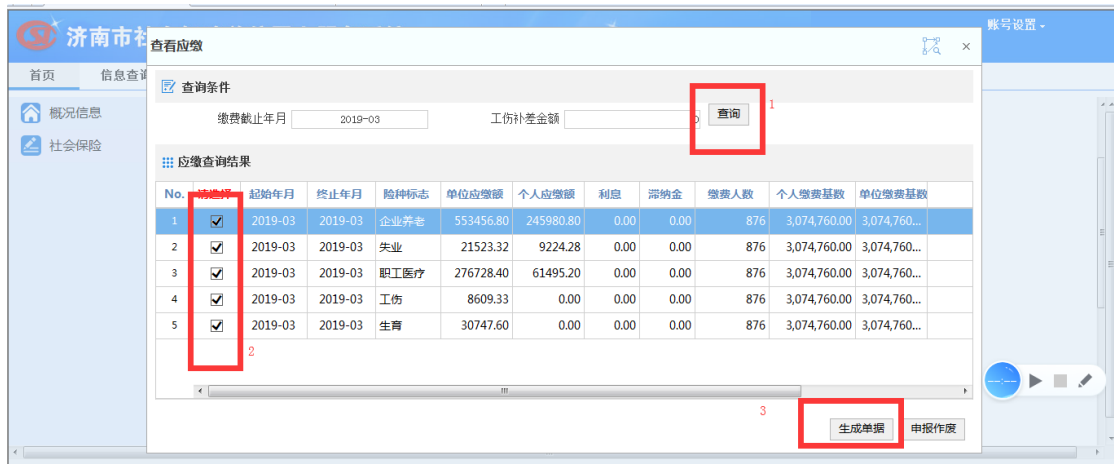 账号设置
济南市社
查看应缴
首页 信息查询
查询条件
概况信息
缴费截止年月 2019-03 工伤补差金额 0 查询 1
社会保险
应缴查询结果
No. 请选择 起始年月 终止年月 险种标志 单位应缴额 个人应缴额 利息 滞纳金 缴费人数 个人缴费基数 单位缴费基数
1 2019-03 2019-03 企业养老 553456.80 245980.80 0.00 0.00 876 3,074,760.00 3,074,760...
2 2019-03 2019-03 失业 21523.32 9224.28 0.00 0.00 876 3,074,760.00 3,074,760...
3 2019-03 2019-03 职工医疗 276728.40 61495.20 0.00 0.00 876 3,074,760.00 3,074,760...
4 2019-03 2019-03 工伤 8609.33 0.00 0.00 0.00 876 3,074,760.00 3,074,760...
5 2019-03 2019-03 生育 30747.60 0.00 0.00 0.00 876 3,074,760.00 3,074,760...
2
--:--
3
生成单据 申报作废